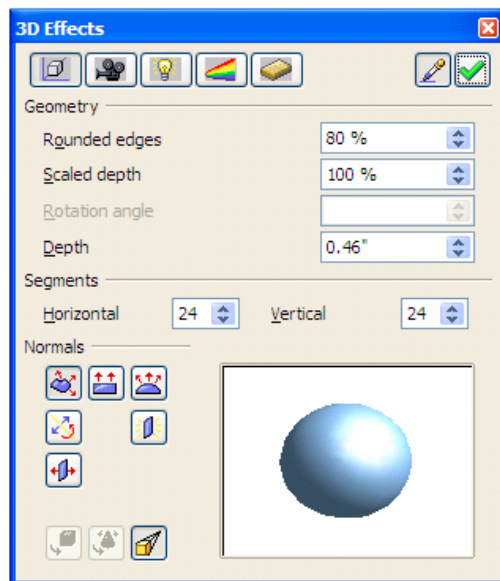 3D Effects
Geometry
Rounded edges 80 %
Scaled depth 100 %
Rotation angle
Depth 0.46"
Segments
Horizontal 24 Vertical 24
Normals